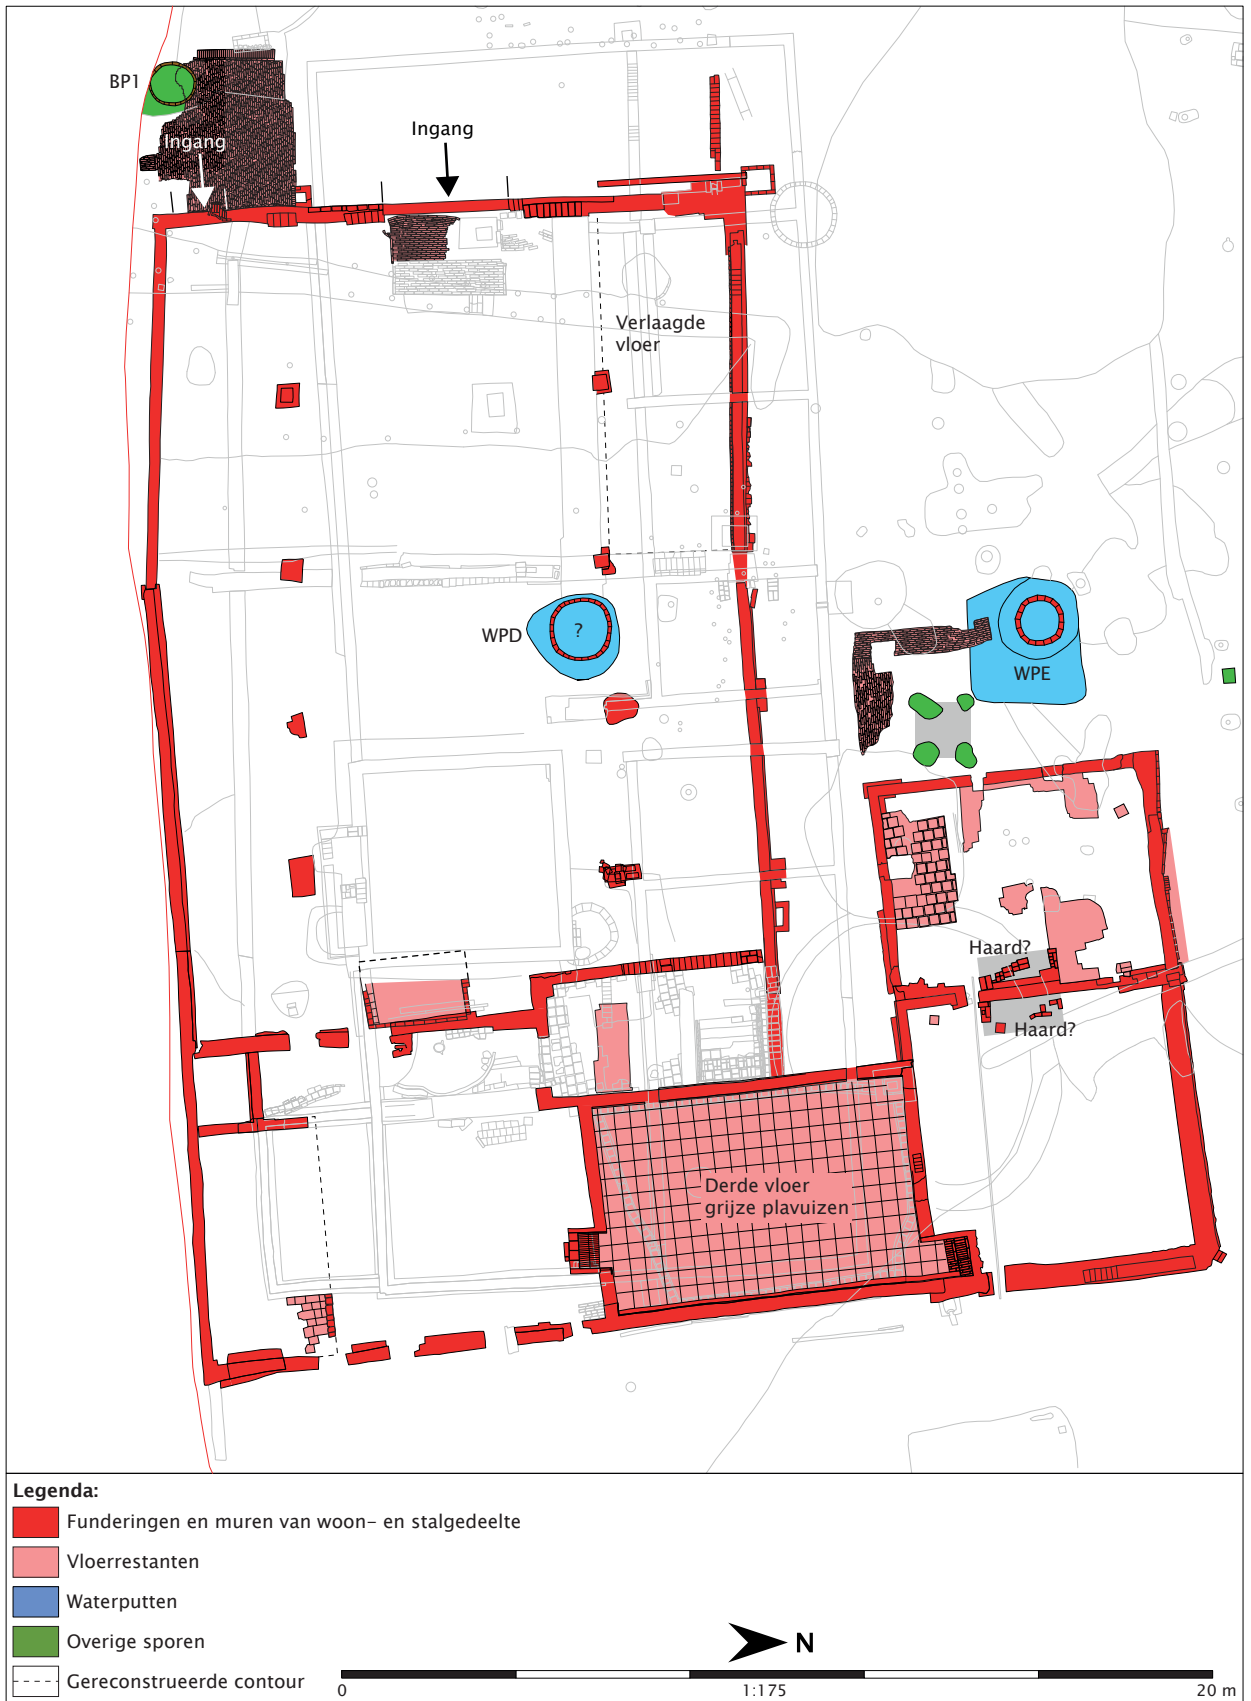 BP1
Ingang
Ingang
Verlaagde
vloer
WPD
?
WPE
Haard?
Haard?
Derde vloer
grijze plavuizen
Legenda:
Funderingen en muren van woon- en stalgedeelte
Vloerrestanten
Waterputten
Overige sporen
Gereconstrueerde contour
N
0
1:175
20 m